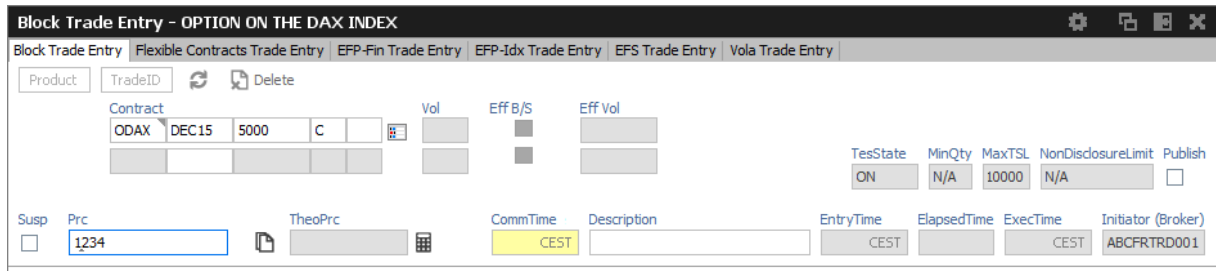 Block Trade Entry - OPTION ON THE DAX INDEX
Block Trade Entry Flexible Contracts Trade Entry EFP-Fin Trade Entry EFP-Idx Trade Entry EFS Trade Entry Vola Trade Entry
Product TradeID Delete
Contract Vol Eff B/S Eff Vol
ODAX DEC15 5000 C
TesState MinQty MaxTSL NonDisclosureLimit Publish
ON N/A 10000 N/A
Susp Prc TheoPrc CommTime Description EntryTime ElapsedTime ExecTime Initiator (Broker)
1234 CEST CEST CEST ABCFRTRD001